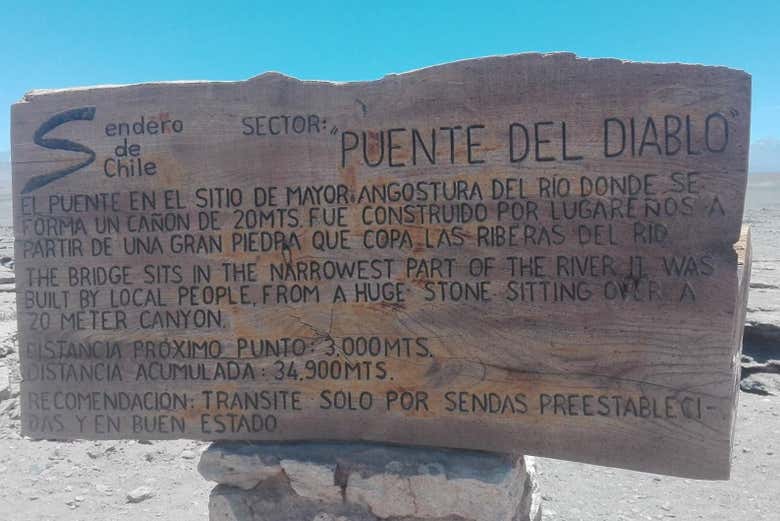 Sendero
de
Chile
SECTOR: "PUENTE DEL DIABLO"
EL PUENTE EN EL SITIO DE MAYOR ANGOSTURA DEL RÍO DONDE SE
FORMA UN CAÑÓN DE 20MTS FUE CONSTRUIDO POR LUGAREÑOS A
PARTIR DE UNA GRAN PIEDRA QUE COPA LAS RIBERAS DEL RIO
THE BRIDGE SITS IN THE NARROWEST PART OF THE RIVER IT WAS
BUILT BY LOCAL PEOPLE, FROM A HUGE STONE SITTING OVER A
20 METER CANYON.
DISTANCIA PRÓXIMO PUNTO: 3,000MTS.
DISTANCIA ACUMULADA: 34,900MTS.
RECOMENDACION: TRANSITE SOLO POR SENDAS PREESTABLECI-
DAS Y EN BUEN ESTADO